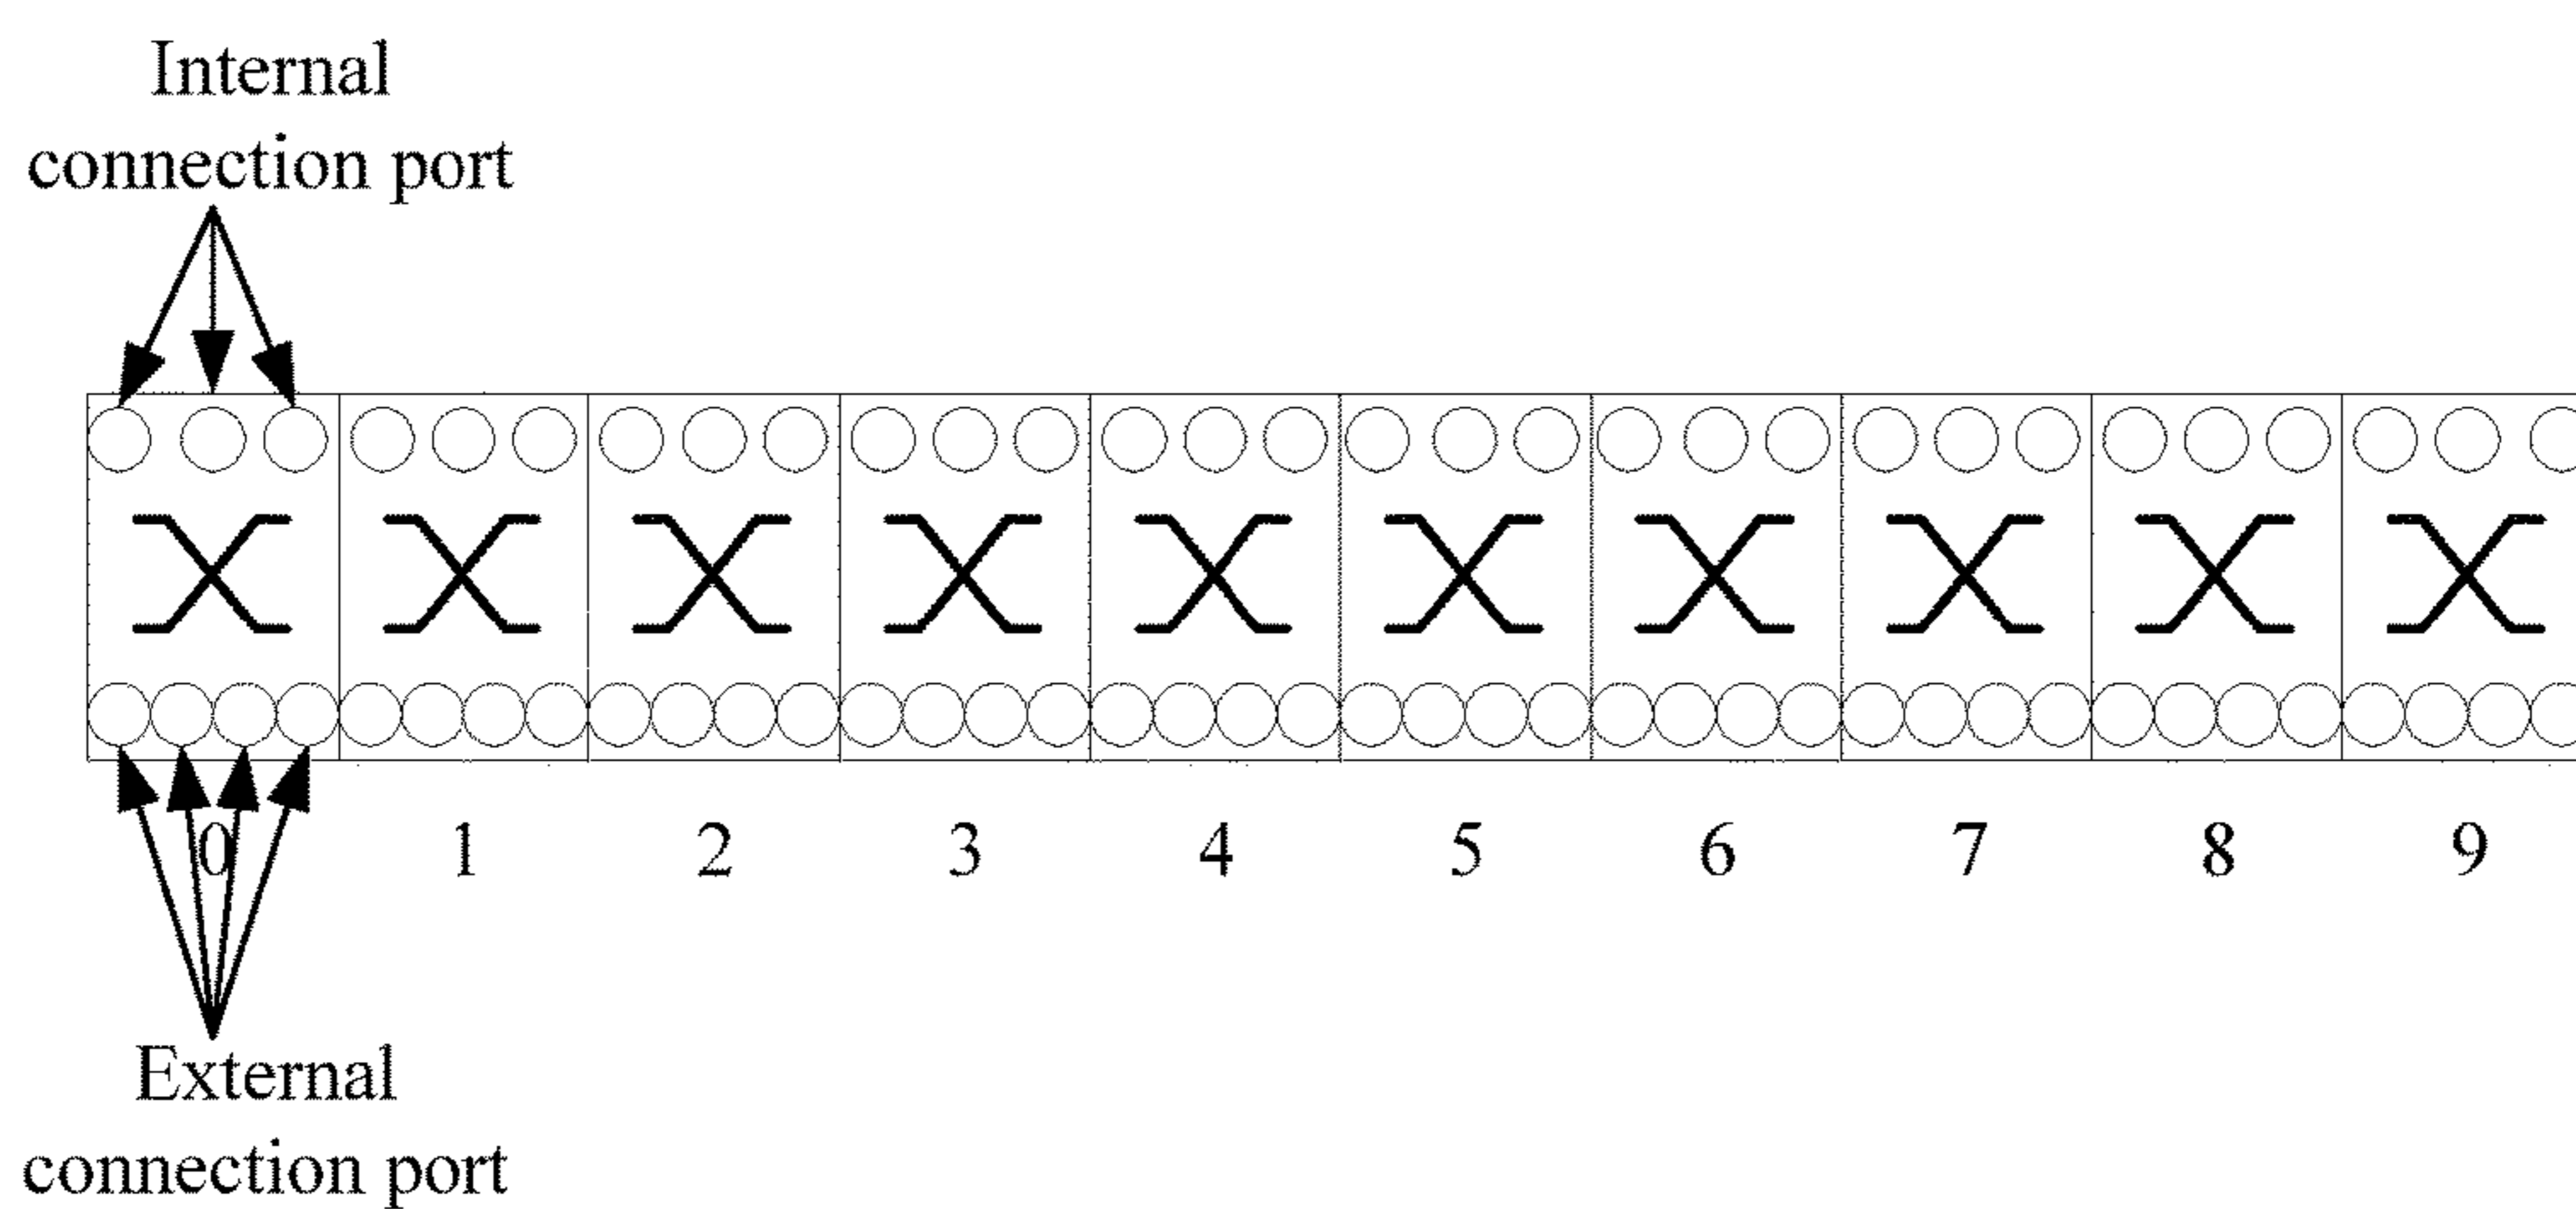 Internal
connection port
0 1 2 3 4 5 6 7 8 9
External
connection port